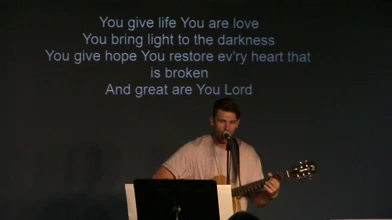 You give life You are love
You bring light to the darkness
You give hope You restore ev'ry heart that
is broken
And great are You Lord